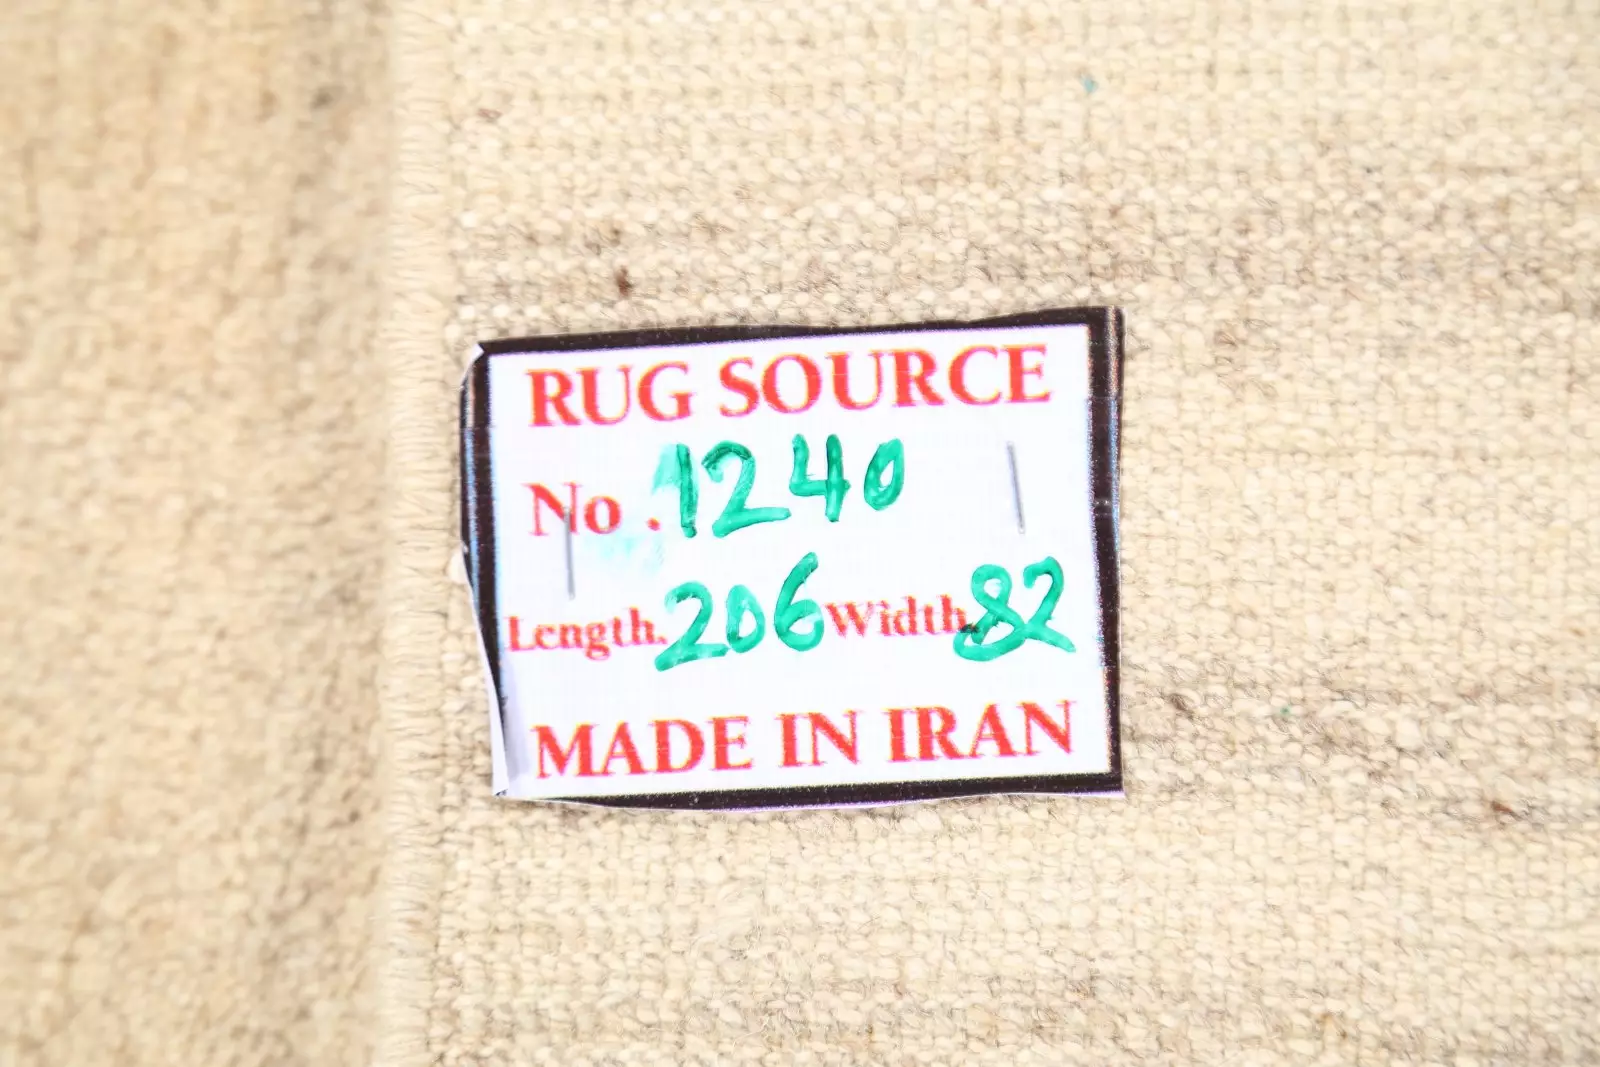 RUG SOURCE
No . 1240
Length. 206 Width. 82
MADE IN IRAN